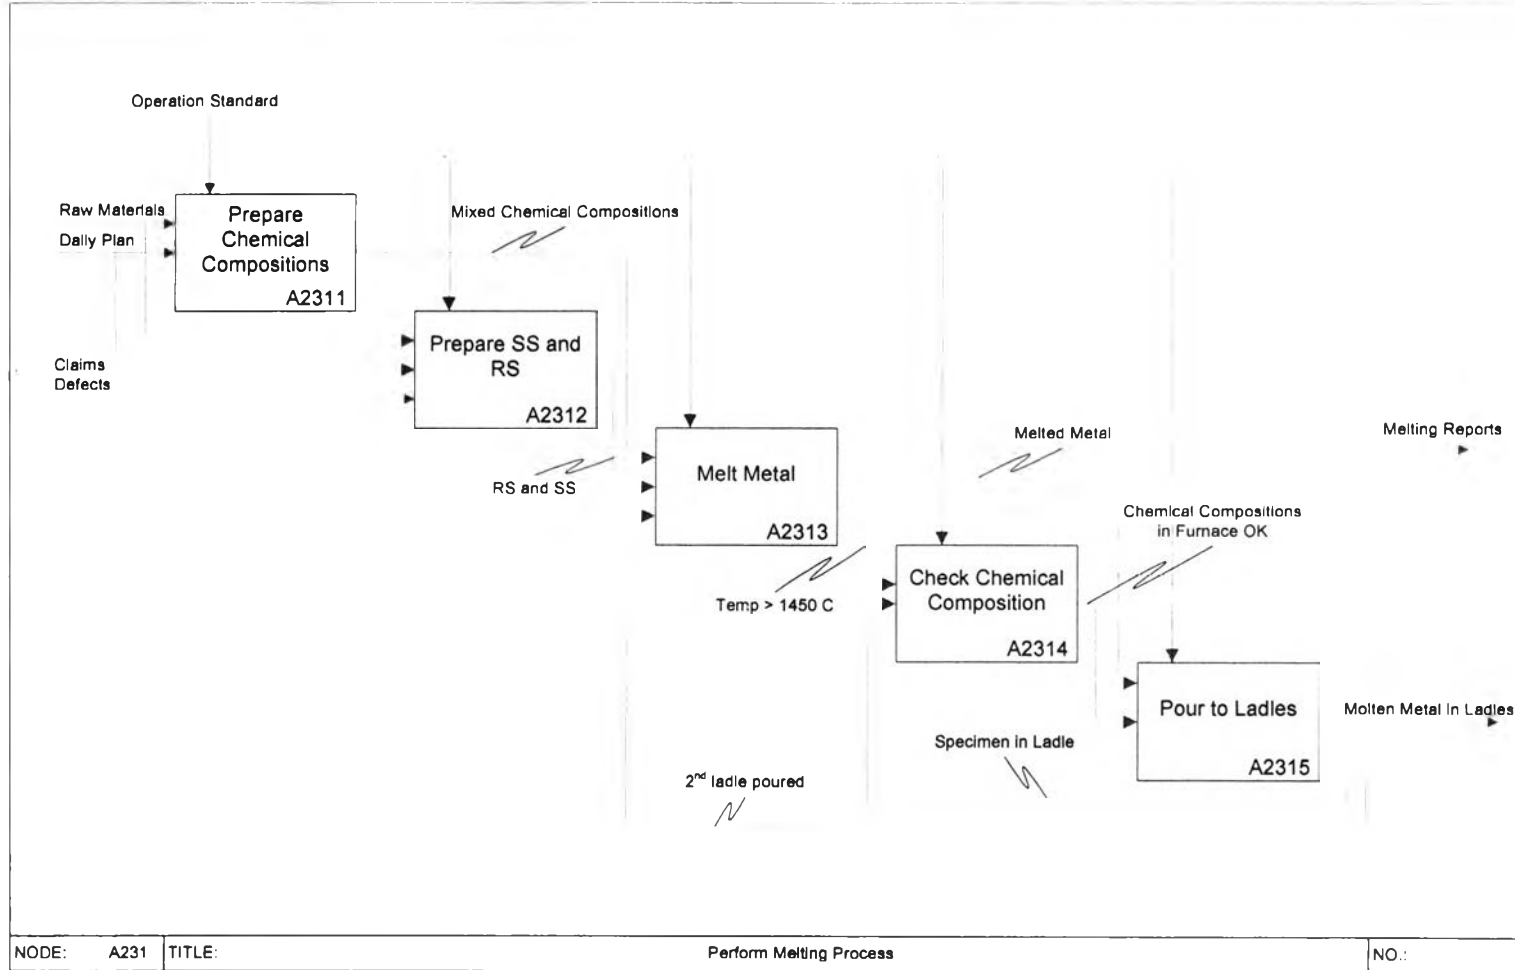 Operation Standard
Raw Materials
Daily Plan
Prepare
Chemical
Compositions
A2311
Mixed Chemical Compositions
Claims
Defects
Prepare SS and
RS
A2312
RS and SS
Melt Metal
A2313
Melted Metal
Melting Reports
Temp > 1450 C
Chemical Compositions
in Furnace OK
Check Chemical
Composition
A2314
Pour to Ladles
A2315
Molten Metal In Ladles
Specimen in Ladle
2nd ladle poured
NODE: A231 TITLE: Perform Melting Process NO.: